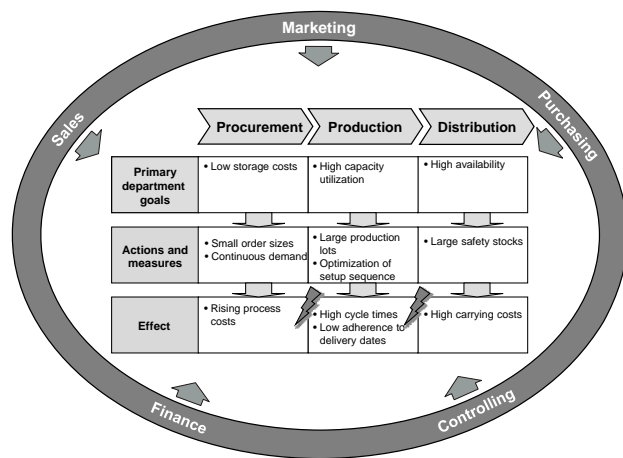 Marketing
Sales
Purchasing
Procurement
Production
Distribution
Primary
department
goals
• Low storage costs
• High capacity
utilization
• High availability
Actions and
measures
• Small order sizes
• Continuous demand
• Large production
lots
• Optimization of
setup sequence
• Large safety stocks
Effect
• Rising process
costs
• High cycle times
• Low adherence to
delivery dates
• High carrying costs
Finance
Controlling